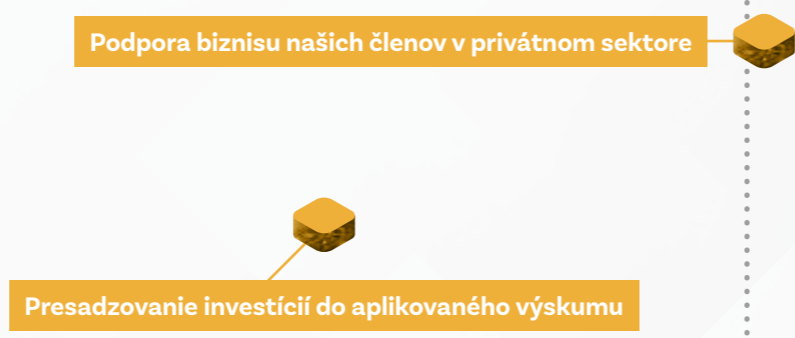 Podpora biznisu našich členov v privátnom sektore
Presadzovanie investícií do aplikovaného výskumu